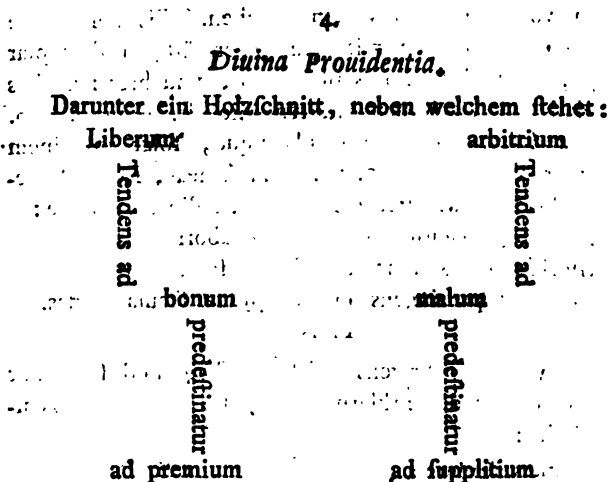 4.
Diuina Prouidentia.
Darunter ein Holzſchnitt, neben welchem ſtehet:
Liberum arbitrium
Tendens ad Tendens ad
bonum malum
predeſtinatur predeſtinatur
ad premium ad ſupplitium